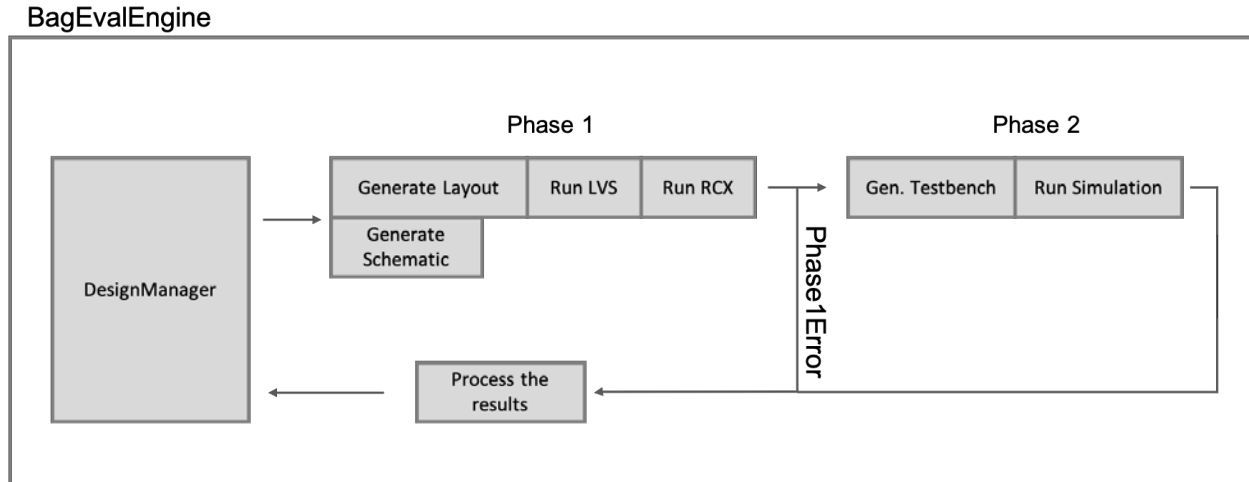 BagEvalEngine
Phase 1
Phase 2
Generate Layout
Run LVS
Run RCX
Gen. Testbench
Run Simulation
Generate
Schematic
DesignManager
Phase1Error
Process the
results